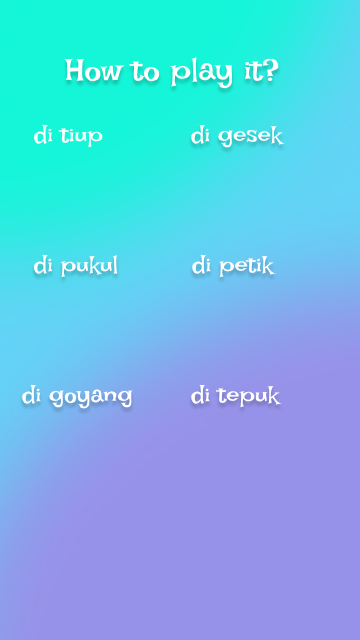 How to play it?
di tiup
di gesek
di pukul
di petik
di goyang
di tepuk